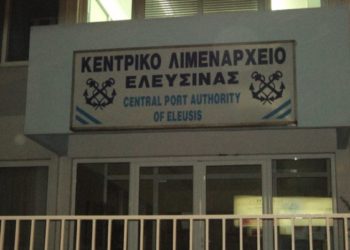 ΚΕΝΤΡΙΚΟ ΛΙΜΕΝΑΡΧΕΙΟ
ΕΛΕΥΣΙΝΑΣ
CENTRAL PORT AUTHORITY
OF ELEUSIS